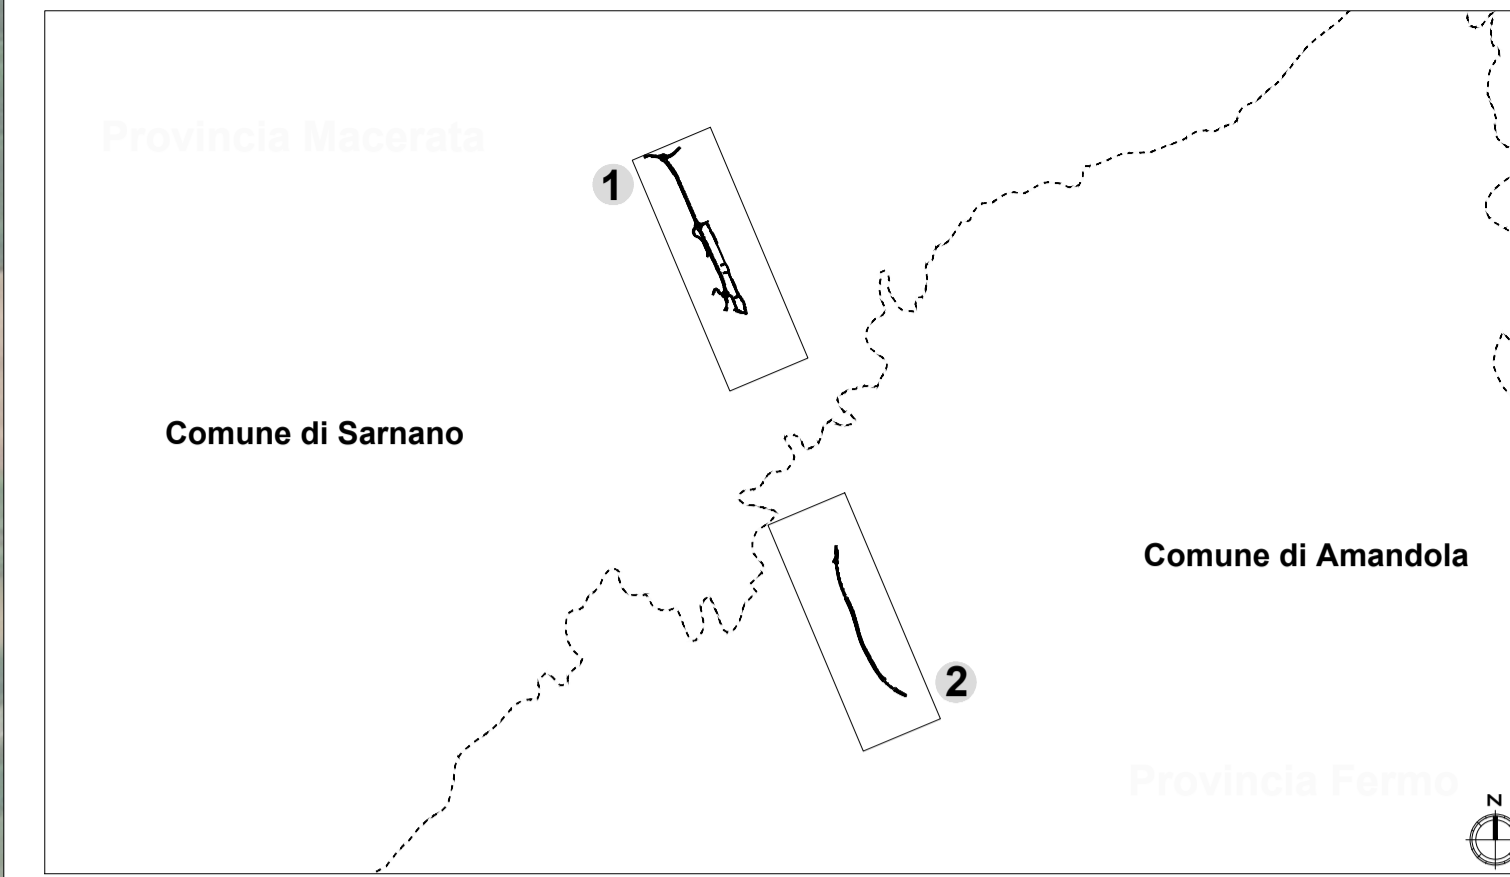 Provincia Macerata
1
Comune di Sarnano
Comune di Amandola
2
Provincia Fermo
N